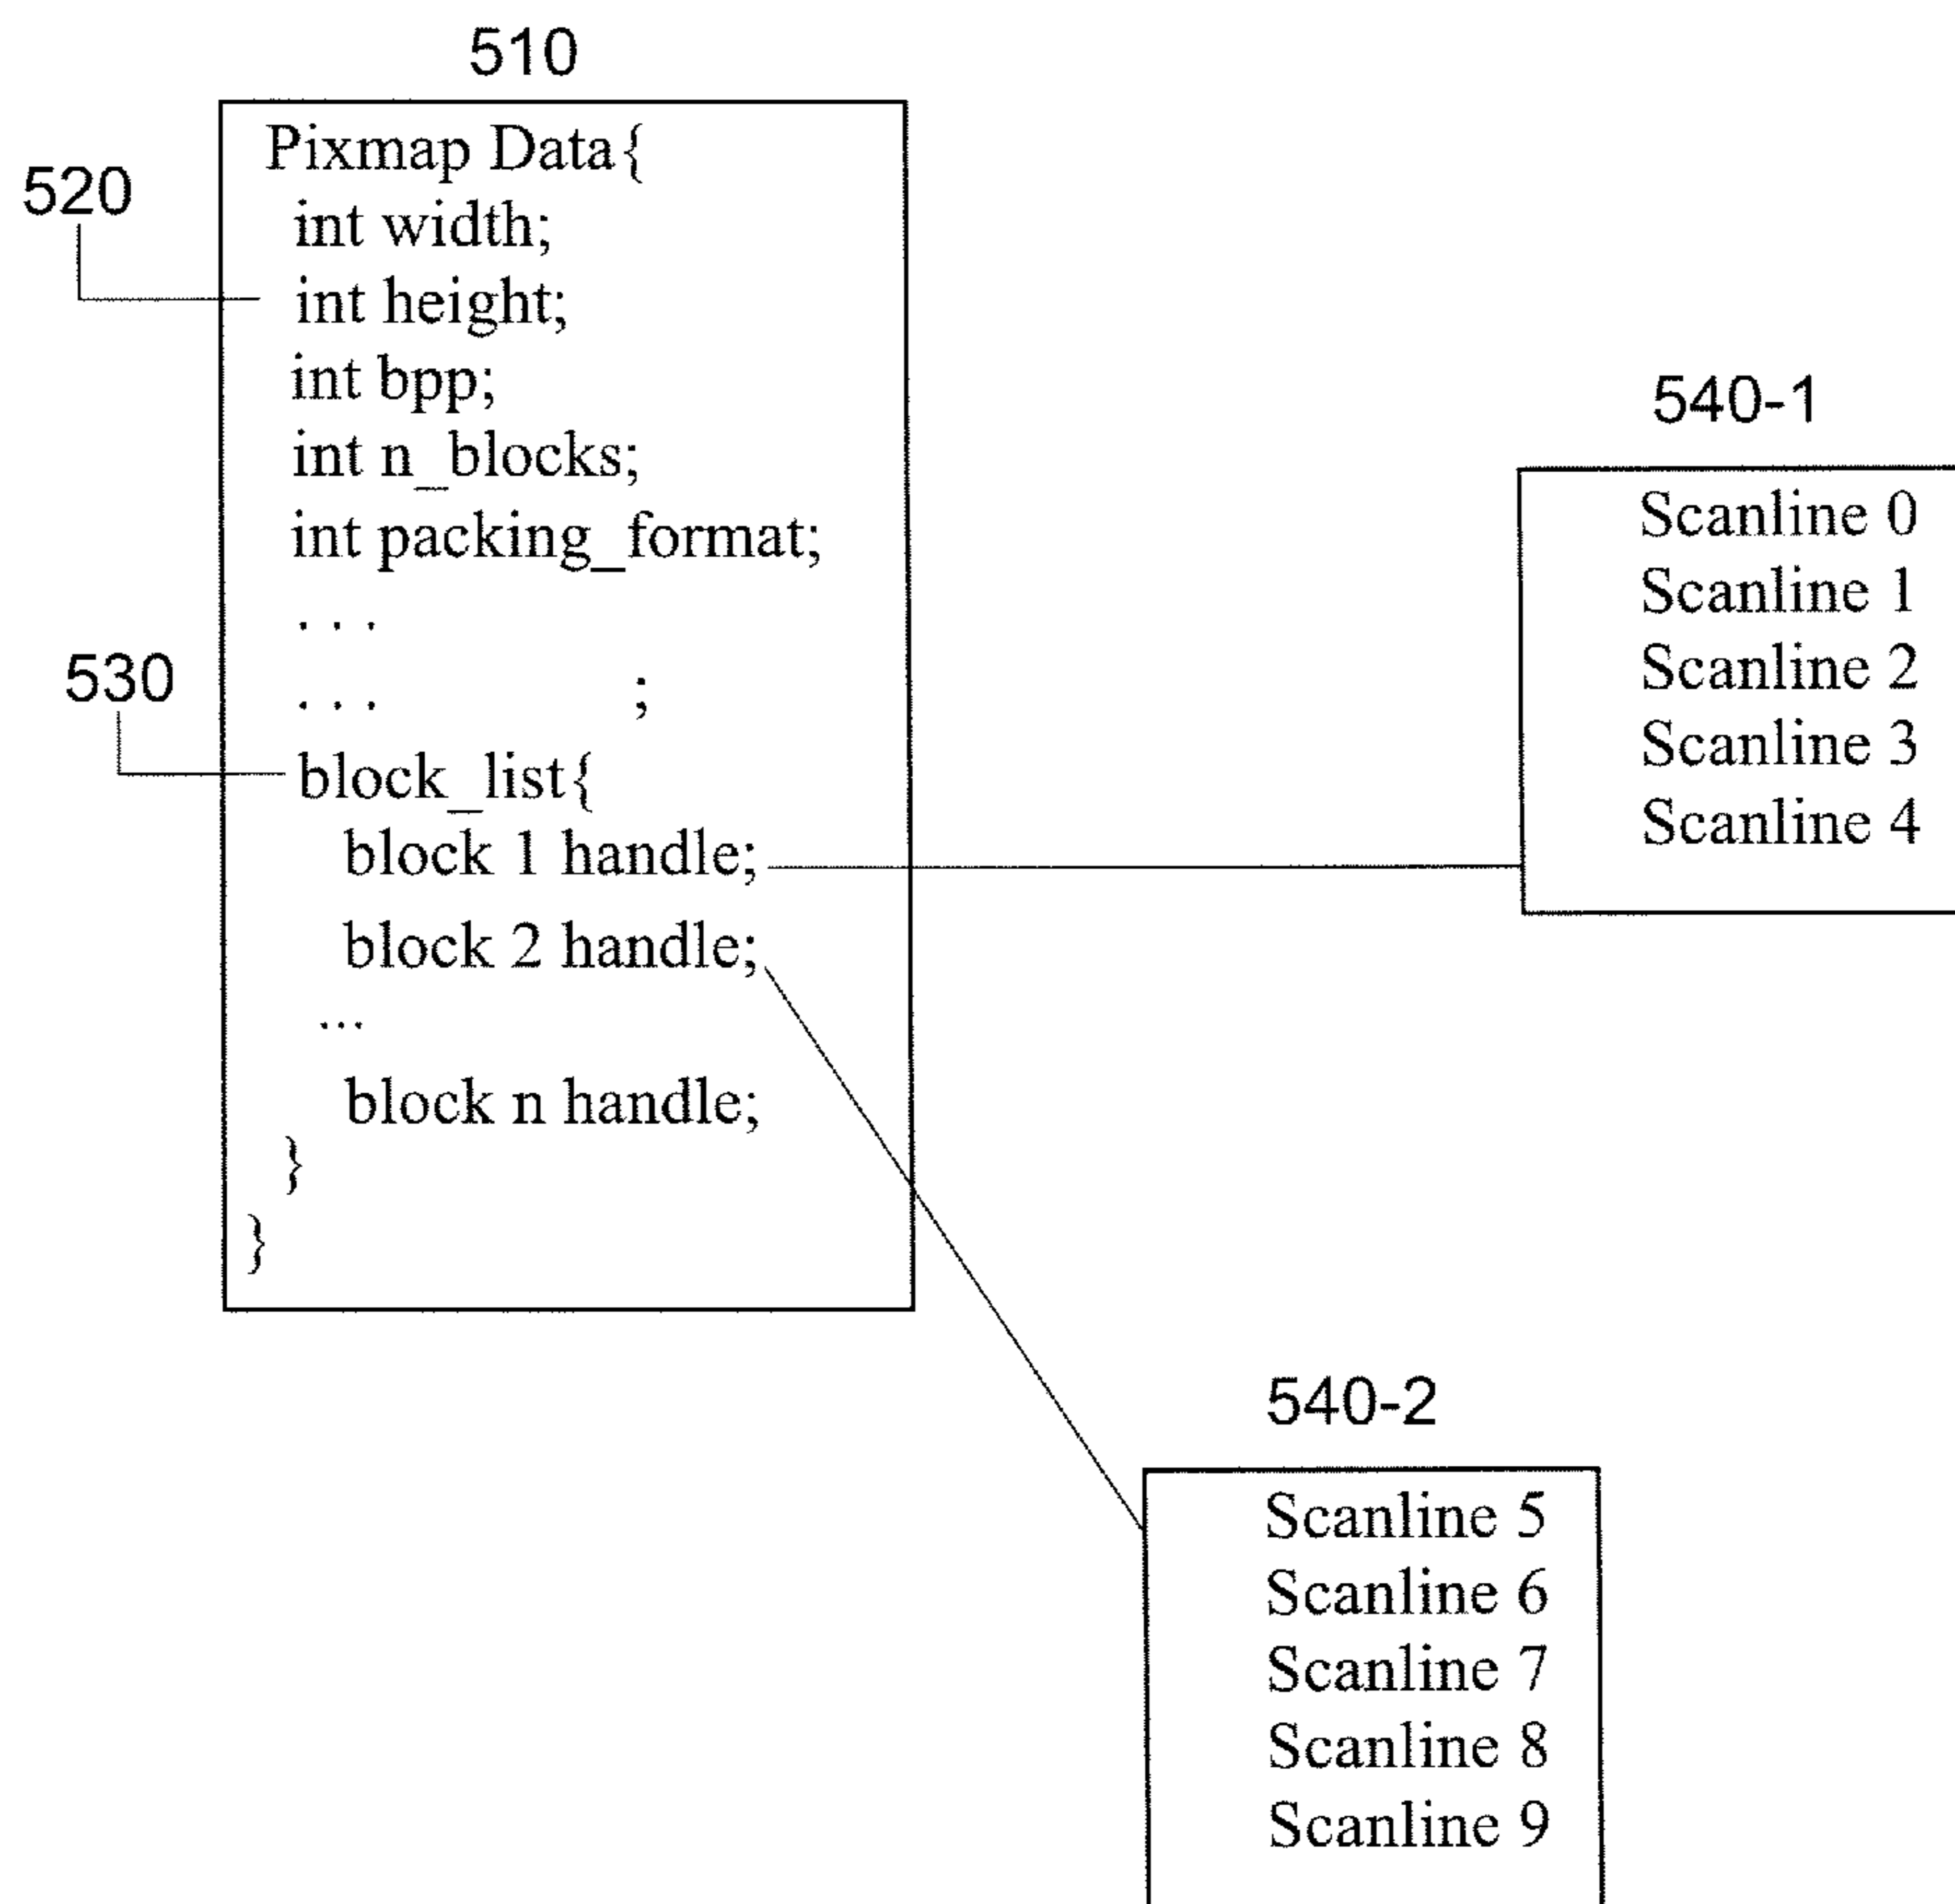 510
Pixmap Data{
520
int width;
int height;
int bpp;
int n_blocks;
int packing_format;
. . .
. . . ;
530
block_list{
block 1 handle;
block 2 handle;
...
block n handle;
}
}
540-1
Scanline 0
Scanline 1
Scanline 2
Scanline 3
Scanline 4
540-2
Scanline 5
Scanline 6
Scanline 7
Scanline 8
Scanline 9